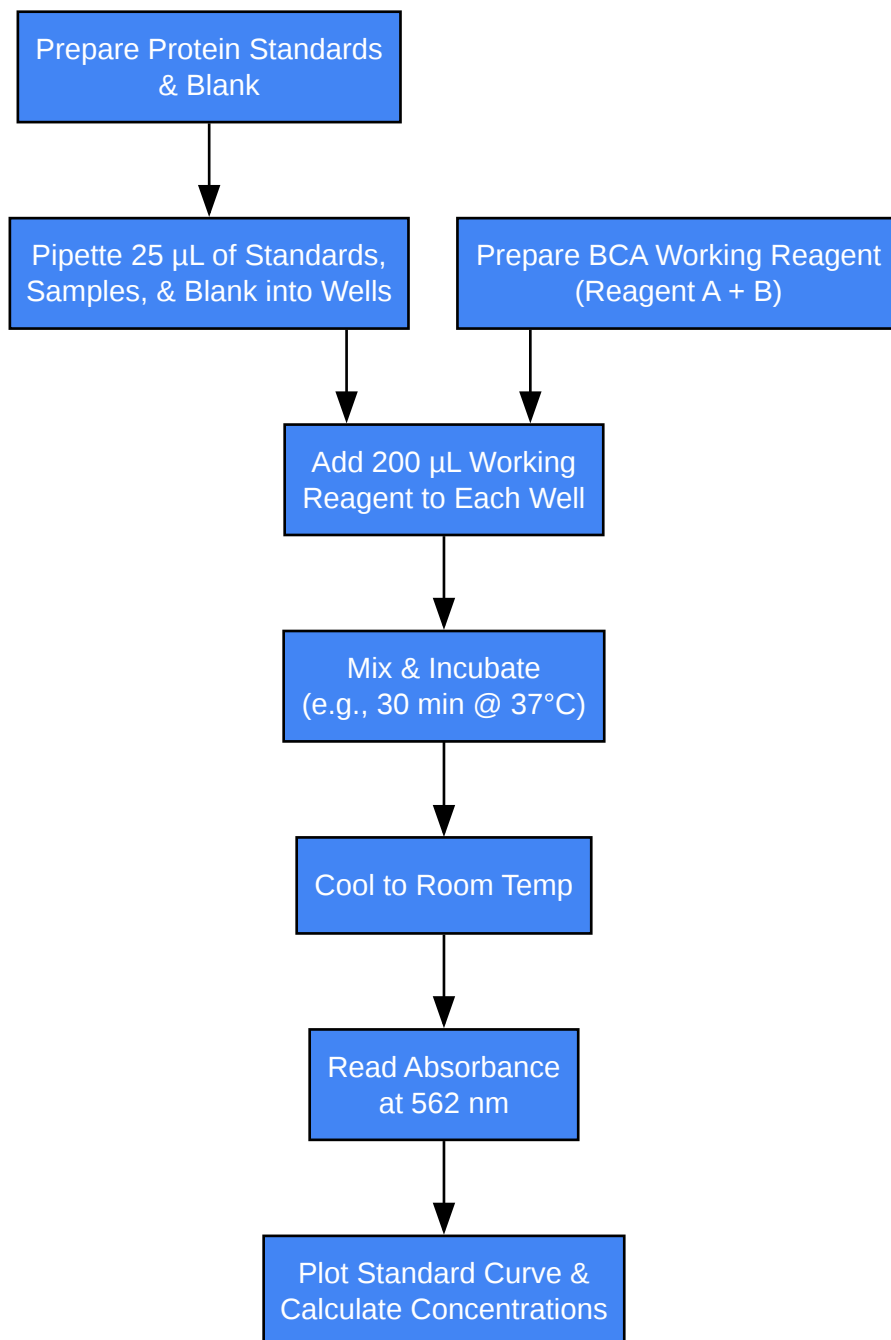 Prepare Protein Standards
& Blank
Pipette 25 µL of Standards,
Samples, & Blank into Wells
Prepare BCA Working Reagent
(Reagent A + B)
Add 200 µL Working
Reagent to Each Well
Mix & Incubate
(e.g., 30 min @ 37°C)
Cool to Room Temp
Read Absorbance
at 562 nm
Plot Standard Curve &
Calculate Concentrations